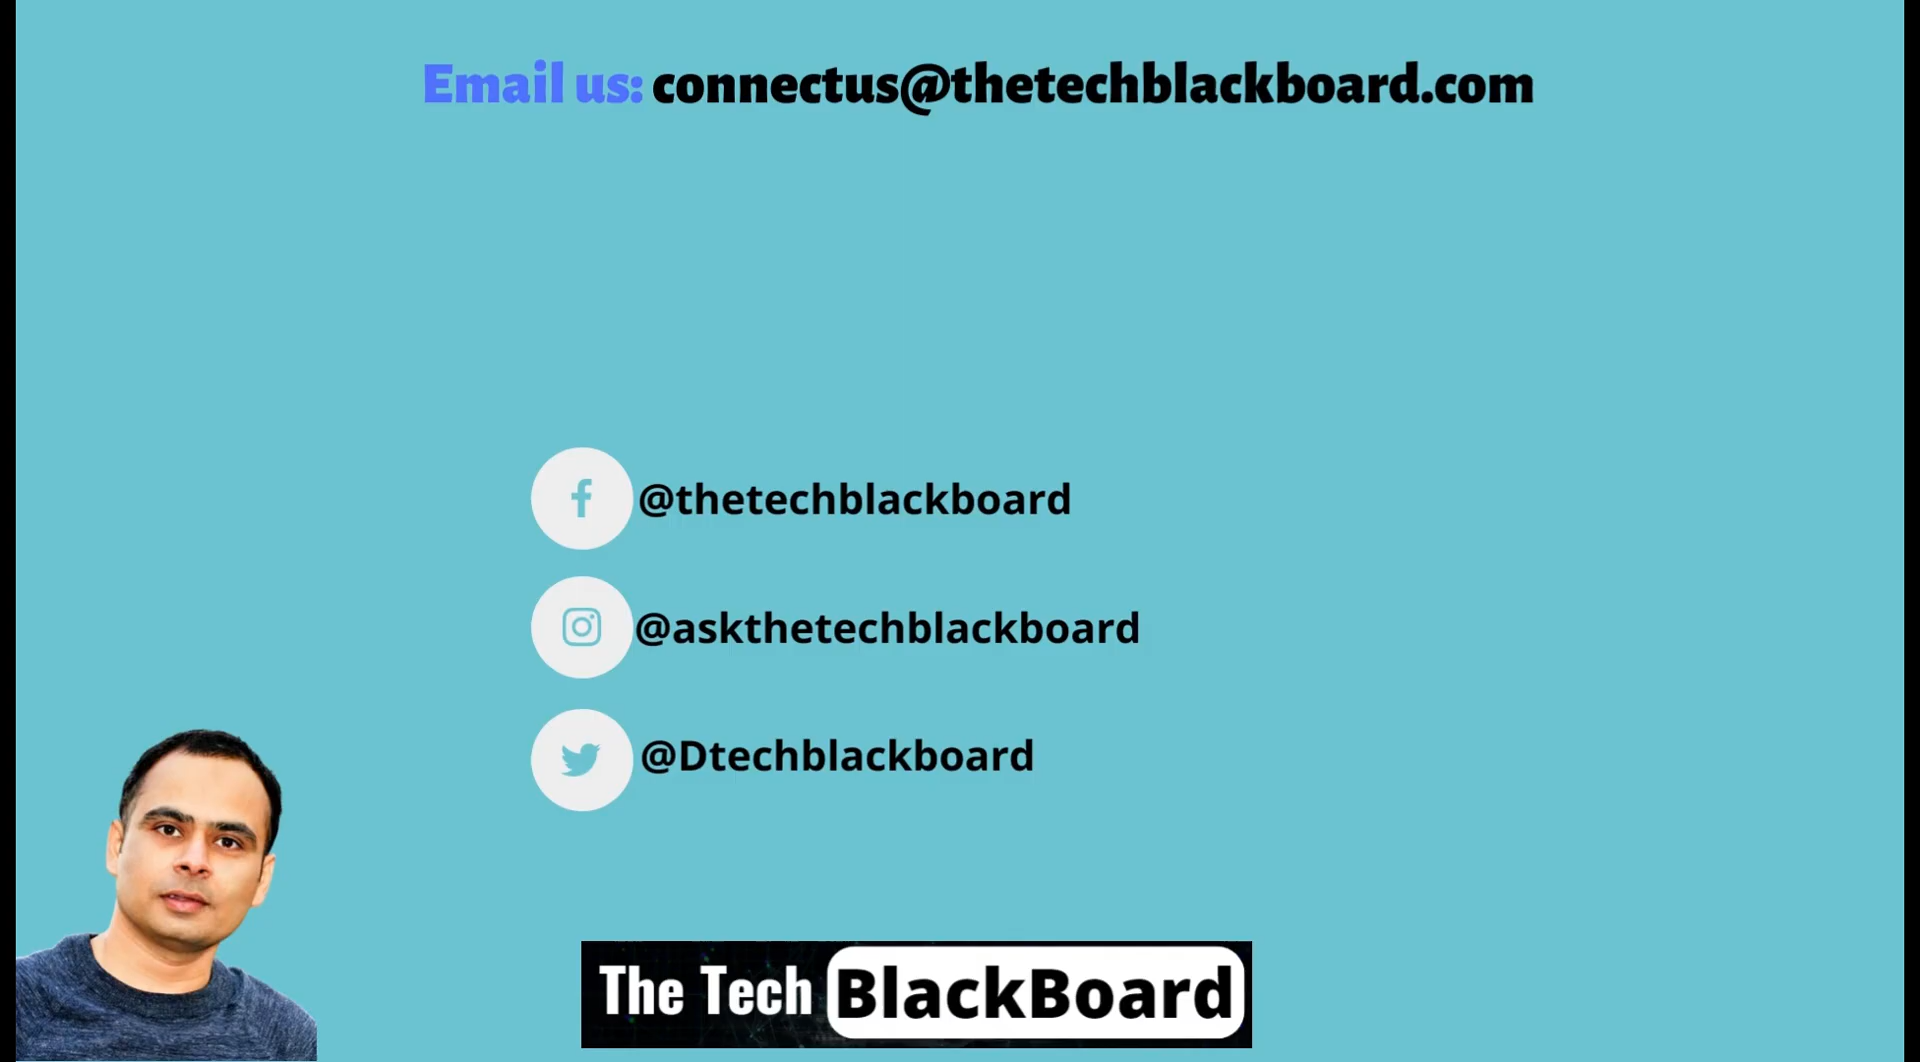 Email us: connectus@thetechblackboard.com
@thetechblackboard
@askthetechblackboard
@Dtechblackboard
The Tech BlackBoard